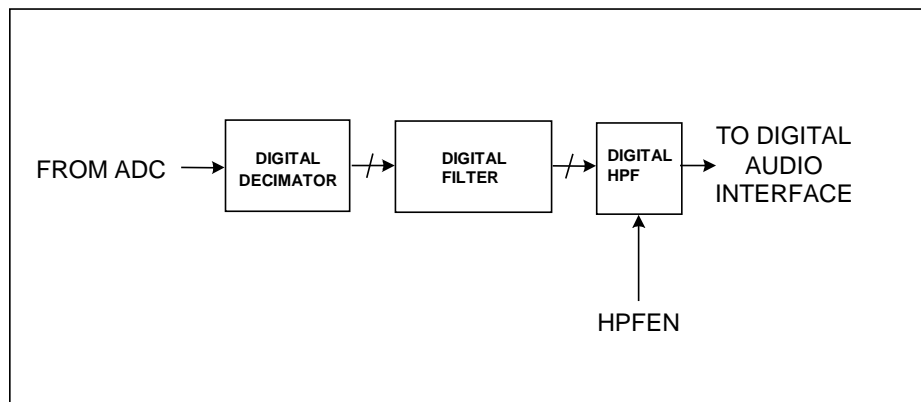 FROM ADC
DIGITAL
DECIMATOR
DIGITAL
FILTER
DIGITAL
HPF
TO DIGITAL
AUDIO
INTERFACE
HPFEN